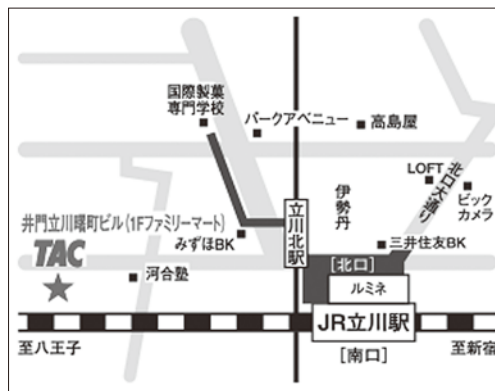 国際製菓
専門学校
パークアベニュー
高島屋
LOFT
北口大通り
ビック
カメラ
伊勢丹
立川北駅
井門立川曙町ビル(1Fファミリーマート)
みずほBK
三井住友BK
TAC
河合塾
[北口]
ルミネ
JR立川駅
至八王子
[南口]
至新宿